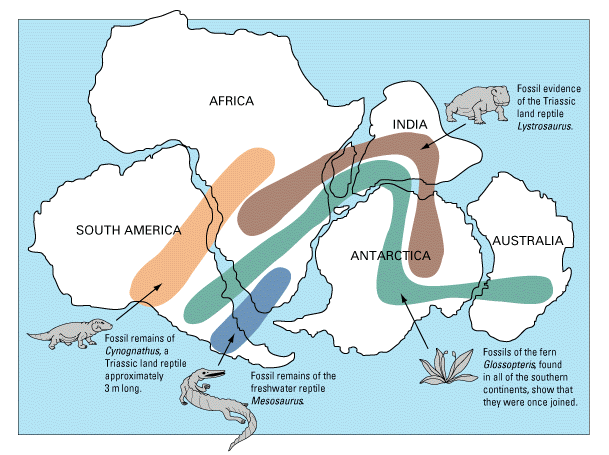 AFRICA
INDIA
SOUTH AMERICA
ANTARCTICA
AUSTRALIA
Fossil evidence
of the Triassic
land reptile
Lystrosaurus.
Fossil remains of
Cynognathus, a
Triassic land reptile
approximately
3 m long.
Fossil remains of the
freshwater reptile
Mesosaurus.
Fossils of the fern
Glossopteris, found
in all of the southern
continents, show that
they were once joined.